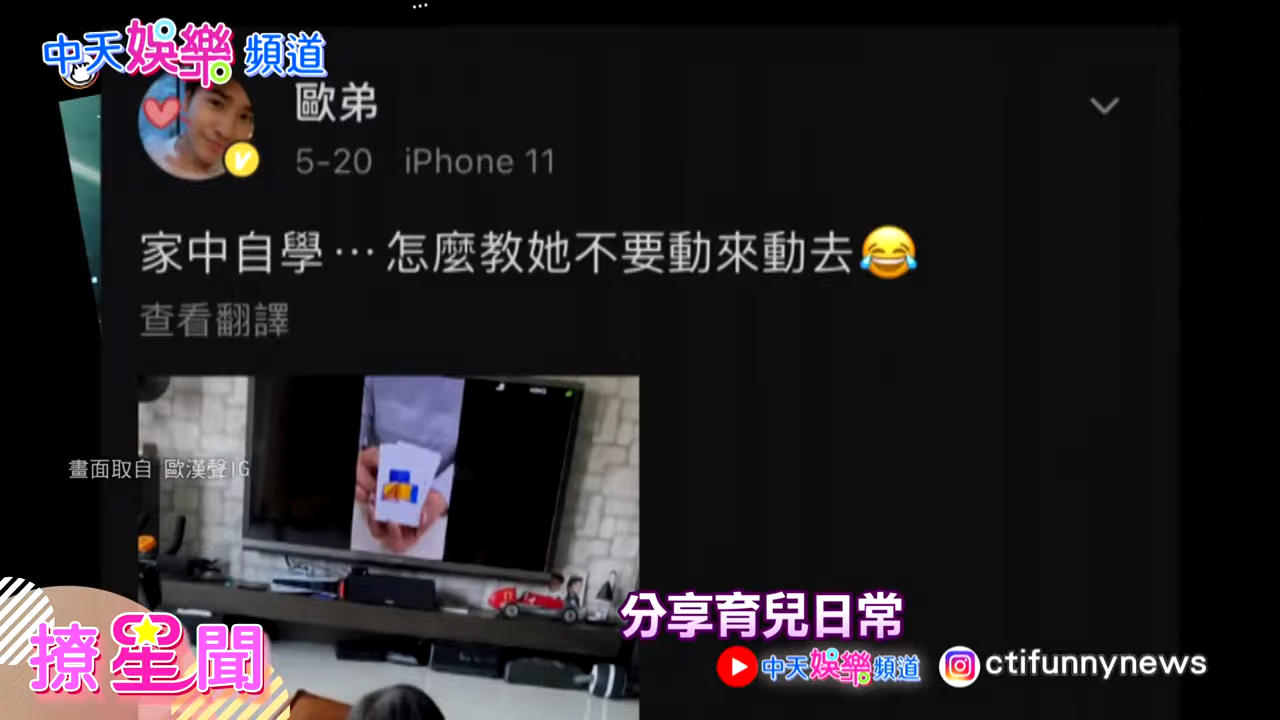 中天娛樂頻道
歐弟
5-20 iPhone 11
家中自學…怎麼教她不要動來動去😂
查看翻譯
畫面取自 歐漢聲IG
分享育兒日常
撩星聞
中天娛樂頻道
ctifunnynews